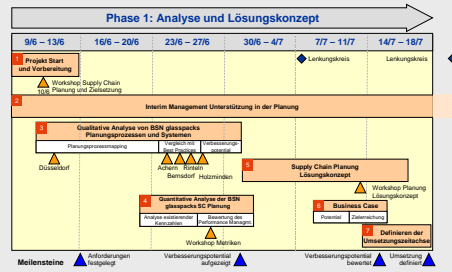 Phase 1: Analyse und Lösungskonzept
9/6 – 13/6
16/6 – 20/6
23/6 – 27/6
30/6 – 4/7
7/7 – 11/7
14/7 – 18/7
1
Projekt Start
und Vorbereitung
Lenkungskreis
Lenkungskreis
10/6
Workshop Supply Chain
Planung und Zielsetzung
2
Interim Management Unterstützung in der Planung
3
Qualitative Analyse von BSN glasspacks
Planungsprozessen und Systemen
Planungsprozessmapping
Vergleich mit
Best Practices
Verbesserungs-
potential
Düsseldorf
Achern
Rinteln
Bernsdorf
Holzminden
5
Supply Chain Planung
Lösungskonzept
Workshop Planung
Lösungskonzept
4
Quantitative Analyse der BSN
glasspacks SC Planung
Analyse existierender
Kennzahlen
Bewertung des
Performance Managmt.
Workshop Metriken
6
Business Case
Potential
Zielerreichung
7
Definieren der
Umsetzungszeitachse
Meilensteine
Anforderungen
festgelegt
Verbesserungspotential
aufgezeigt
Verbesserungspotential
bewertet
Umsetzung
definiert